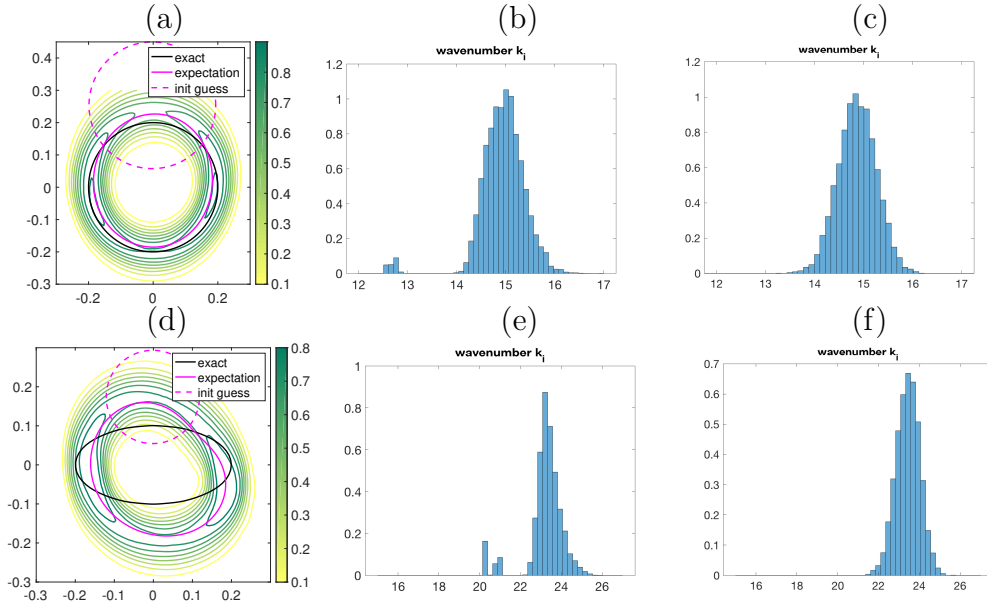 (a)
exact
expectation
init guess
0.4
0.3
0.2
0.1
0
-0.1
-0.2
-0.3
-0.2 0 0.2
0.8
0.7
0.6
0.5
0.4
0.3
0.2
0.1
(b)
wavenumber k_i
1.2
1
0.8
0.6
0.4
0.2
0
12 13 14 15 16 17
(c)
wavenumber k_i
1.2
1
0.8
0.6
0.4
0.2
0
12 13 14 15 16 17
(d)
exact
expectation
init guess
0.2
0.1
0
-0.1
-0.2
-0.3
-0.3 -0.2 -0.1 0 0.1 0.2
0.8
0.7
0.6
0.5
0.4
0.3
0.2
0.1
(e)
wavenumber k_i
1
0.8
0.6
0.4
0.2
0
16 18 20 22 24 26
(f)
wavenumber k_i
0.7
0.6
0.5
0.4
0.3
0.2
0.1
0
16 18 20 22 24 26